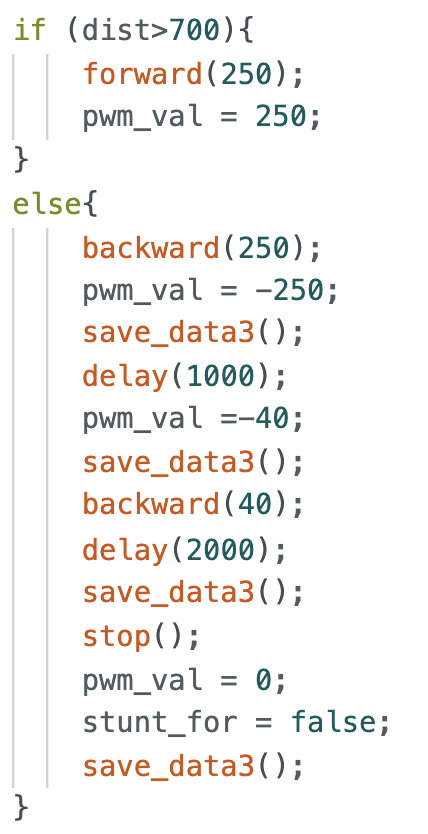 if (dist>700){
forward(250);
pwm_val = 250;
}
else{
backward(250);
pwm_val = -250;
save_data3();
delay(1000);
pwm_val =-40;
save_data3();
backward(40);
delay(2000);
save_data3();
stop();
pwm_val = 0;
stunt_for = false;
save_data3();
}